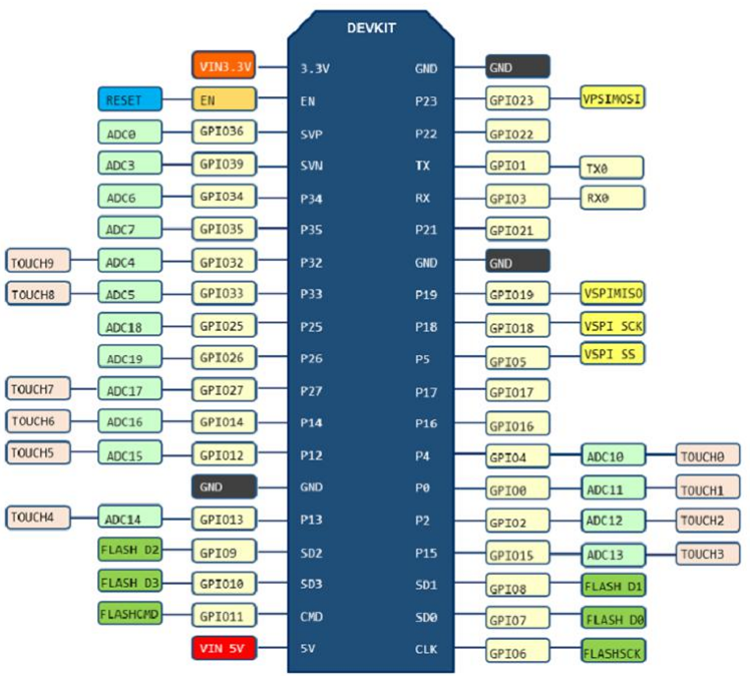 DEVKIT
VIN3.3V 3.3V GND GND
RESET EN EN P23 GPIO23 VPSIMOSI
ADC0 GPIO36 SVP P22 GPIO22
ADC3 GPIO39 SVN TX GPIO1 TX0
ADC6 GPIO34 P34 RX GPIO3 RX0
ADC7 GPIO35 P35 P21 GPIO21
TOUCH9 ADC4 GPIO32 P32 GND GND
TOUCH8 ADC5 GPIO33 P33 P19 GPIO19 VSPIMISO
ADC18 GPIO25 P25 P18 GPIO18 VSPI SCK
ADC19 GPIO26 P26 P5 GPIO5 VSPI SS
TOUCH7 ADC17 GPIO27 P27 P17 GPIO17
TOUCH6 ADC16 GPIO14 P14 P16 GPIO16
TOUCH5 ADC15 GPIO12 P12 P4 GPIO4 ADC10 TOUCH0
GND GND P0 GPIO0 ADC11 TOUCH1
TOUCH4 ADC14 GPIO13 P13 P2 GPIO2 ADC12 TOUCH2
FLASH D2 GPIO9 SD2 P15 GPIO15 ADC13 TOUCH3
FLASH D3 GPIO10 SD3 SD1 GPIO8 FLASH D1
FLASHCMD GPIO11 CMD SD0 GPIO7 FLASH D0
VIN 5V 5V CLK GPIO6 FLASHSCK